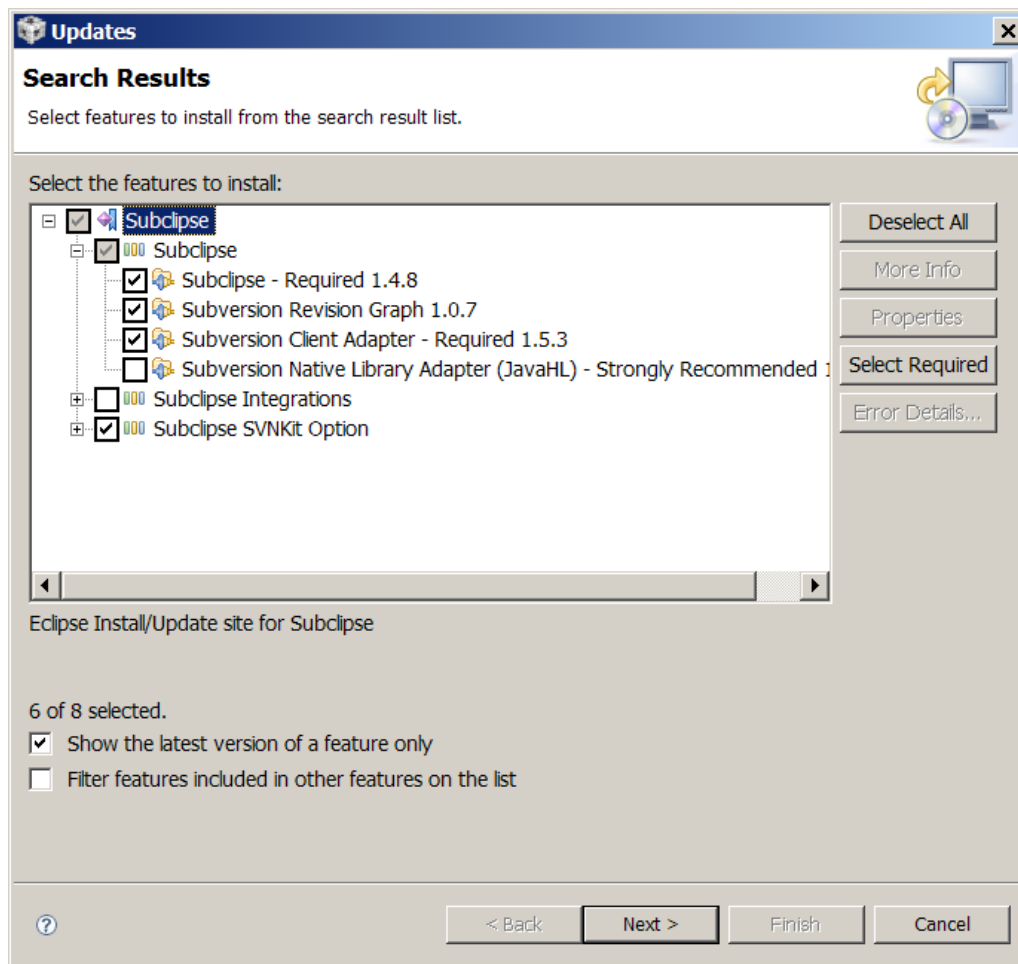 Updates
Search Results
Select features to install from the search result list.
Select the features to install:
Subclipse
Subclipse
Subclipse - Required 1.4.8
Subversion Revision Graph 1.0.7
Subversion Client Adapter - Required 1.5.3
Subversion Native Library Adapter (JavaHL) - Strongly Recommended 1
Subclipse Integrations
Subclipse SVNKit Option
Deselect All
More Info
Properties
Select Required
Error Details...
Eclipse Install/Update site for Subclipse
6 of 8 selected.
Show the latest version of a feature only
Filter features included in other features on the list
?
< Back
Next >
Finish
Cancel